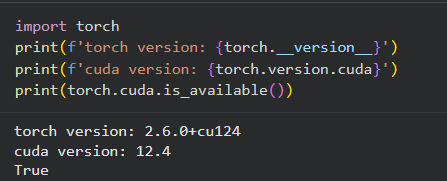 import torch
print(f'torch version: {torch.__version__}')
print(f'cuda version: {torch.version.cuda}')
print(torch.cuda.is_available())
torch version: 2.6.0+cu124
cuda version: 12.4
True